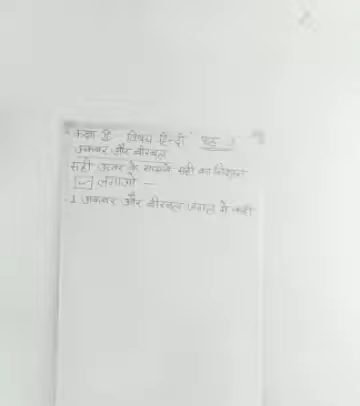 कक्षा विषय हिन्दी पाठ
अकबर और बीरबल
सही उत्तर के सामने सही का निशान
लगाओ -
1 अकबर और बीरबल जंगल में